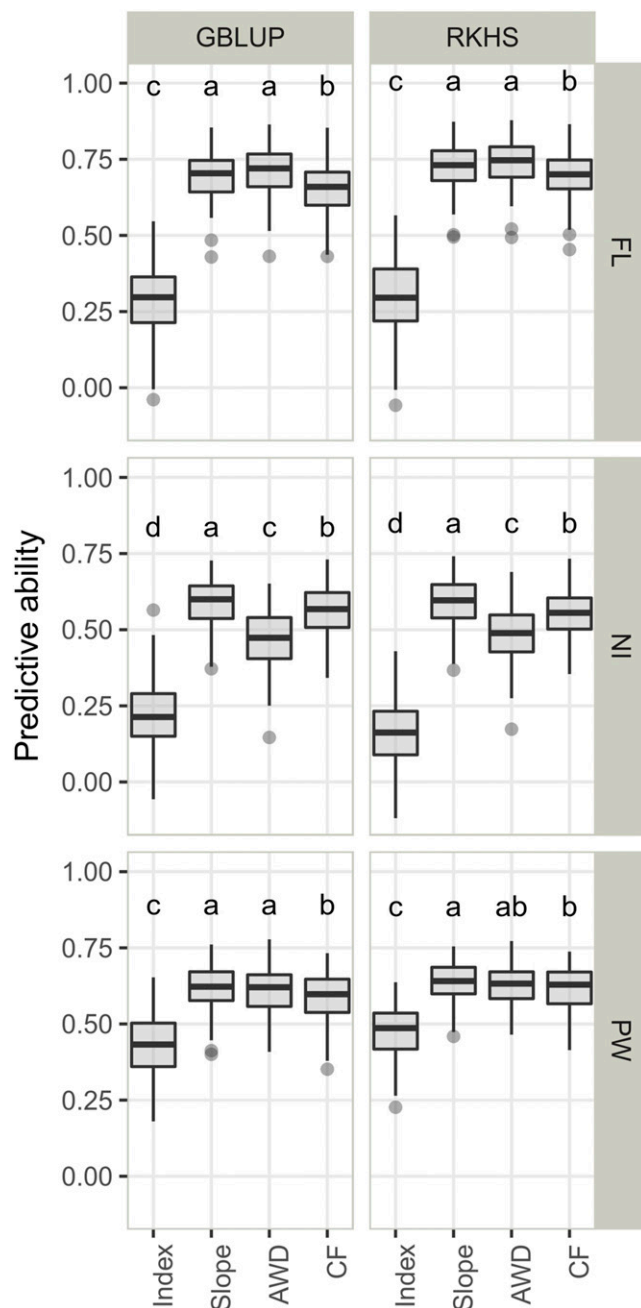 GBLUP RKHS
1.00
c a a b c a a b
0.75
0.50
FL
0.25
0.00
1.00
d a c b d a c b
0.75
0.50
NI
0.25
0.00
Predictive ability
1.00
c a a b c a ab b
0.75
0.50
PW
0.25
0.00
Index Slope AWD CF Index Slope AWD CF